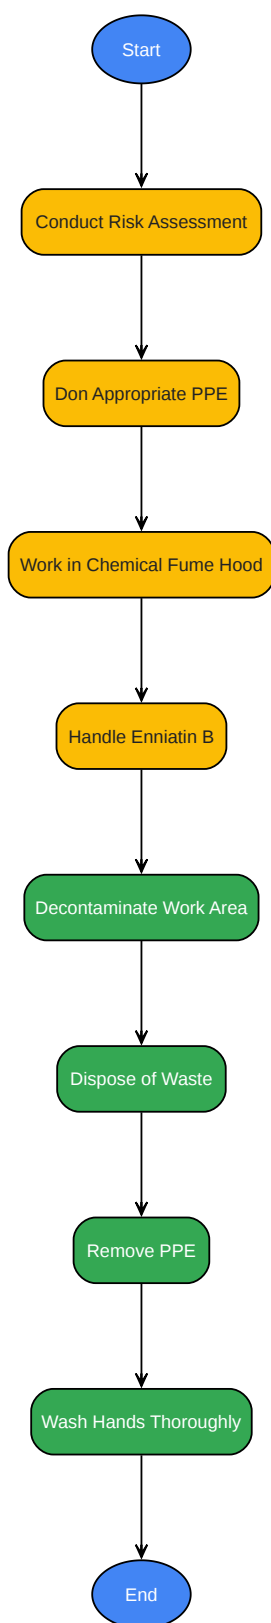 Start
Conduct Risk Assessment
Don Appropriate PPE
Work in Chemical Fume Hood
Handle Enniatin B
Decontaminate Work Area
Dispose of Waste
Remove PPE
Wash Hands Thoroughly
End